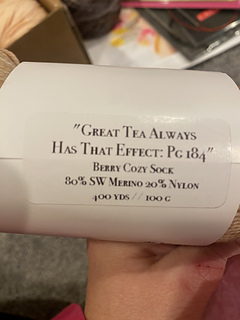 "Great Tea Always
Has That Effect: Pg 184"
Berry Cozy Sock
80% SW Merino 20% Nylon
400 yds // 100 g